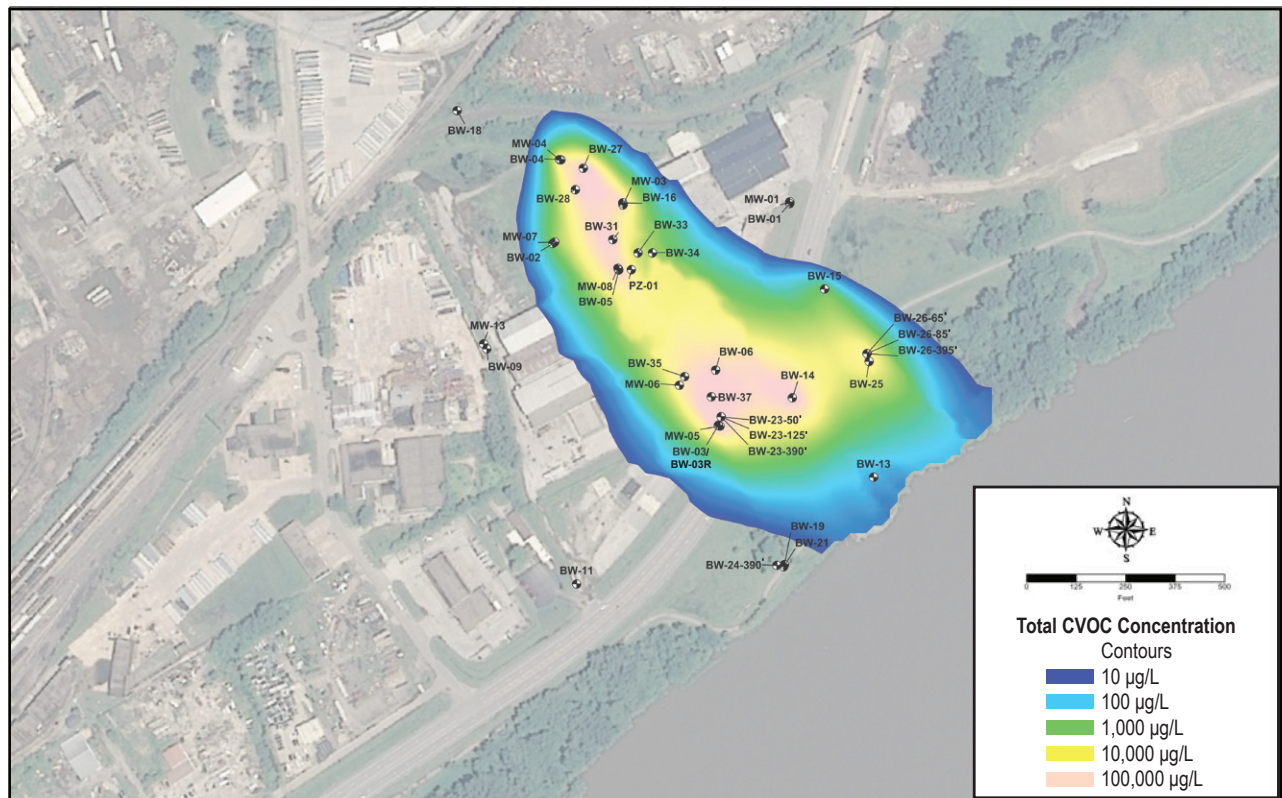 BW-18
MW-04
BW-04
BW-27
BW-28
MW-03
BW-16
MW-01
BW-01
MW-07
BW-02
BW-31
BW-33
BW-34
MW-08
BW-05
PZ-01
BW-15
MW-13
BW-09
BW-26-65'
BW-26-85'
BW-26-395'
BW-25
BW-06
BW-35
MW-06
BW-14
BW-37
BW-23-50'
BW-23-125'
BW-23-390'
MW-05
BW-03/
BW-03R
BW-13
BW-19
BW-21
BW-24-390'
BW-11
N
W E
S
0 125 250 375 500
Feet
Total CVOC Concentration
Contours
10 µg/L
100 µg/L
1,000 µg/L
10,000 µg/L
100,000 µg/L